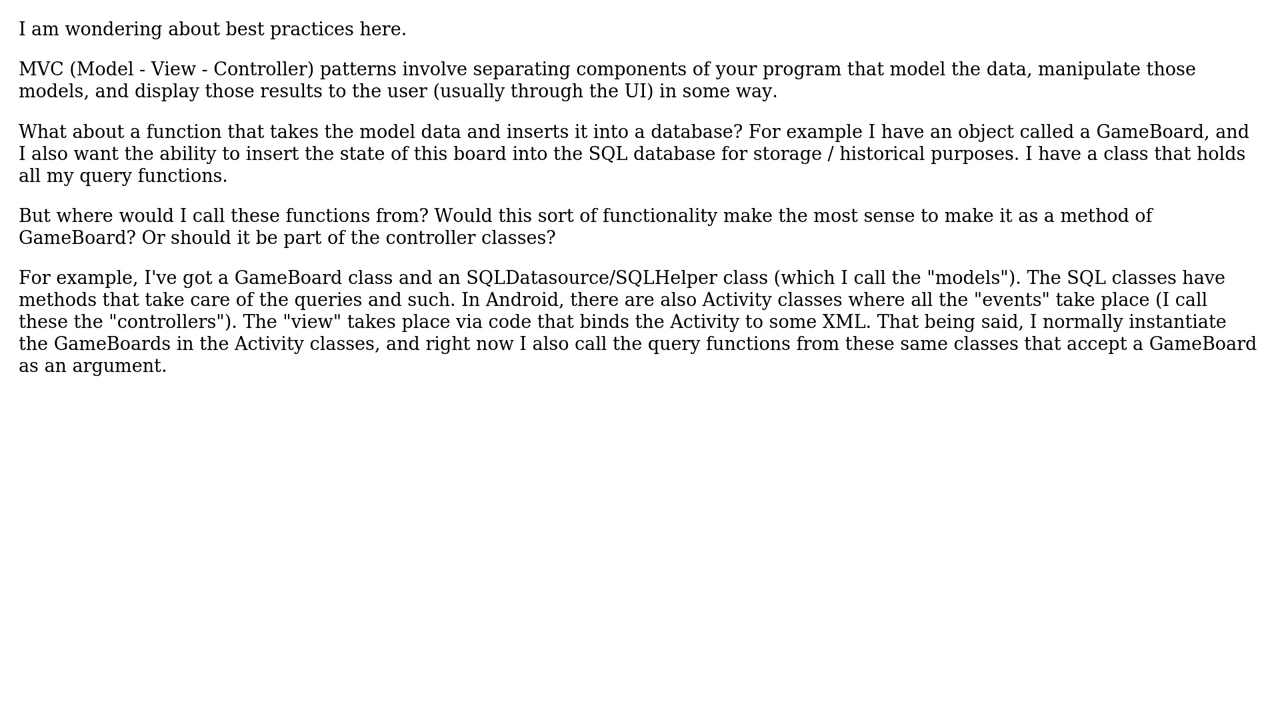 I am wondering about best practices here.
MVC (Model - View - Controller) patterns involve separating components of your program that model the data, manipulate those
models, and display those results to the user (usually through the UI) in some way.
What about a function that takes the model data and inserts it into a database? For example I have an object called a GameBoard, and
I also want the ability to insert the state of this board into the SQL database for storage / historical purposes. I have a class that holds
all my query functions.
But where would I call these functions from? Would this sort of functionality make the most sense to make it as a method of
GameBoard? Or should it be part of the controller classes?
For example, I've got a GameBoard class and an SQLDatasource/SQLHelper class (which I call the "models"). The SQL classes have
methods that take care of the queries and such. In Android, there are also Activity classes where all the "events" take place (I call
these the "controllers"). The "view" takes place via code that binds the Activity to some XML. That being said, I normally instantiate
the GameBoards in the Activity classes, and right now I also call the query functions from these same classes that accept a GameBoard
as an argument.